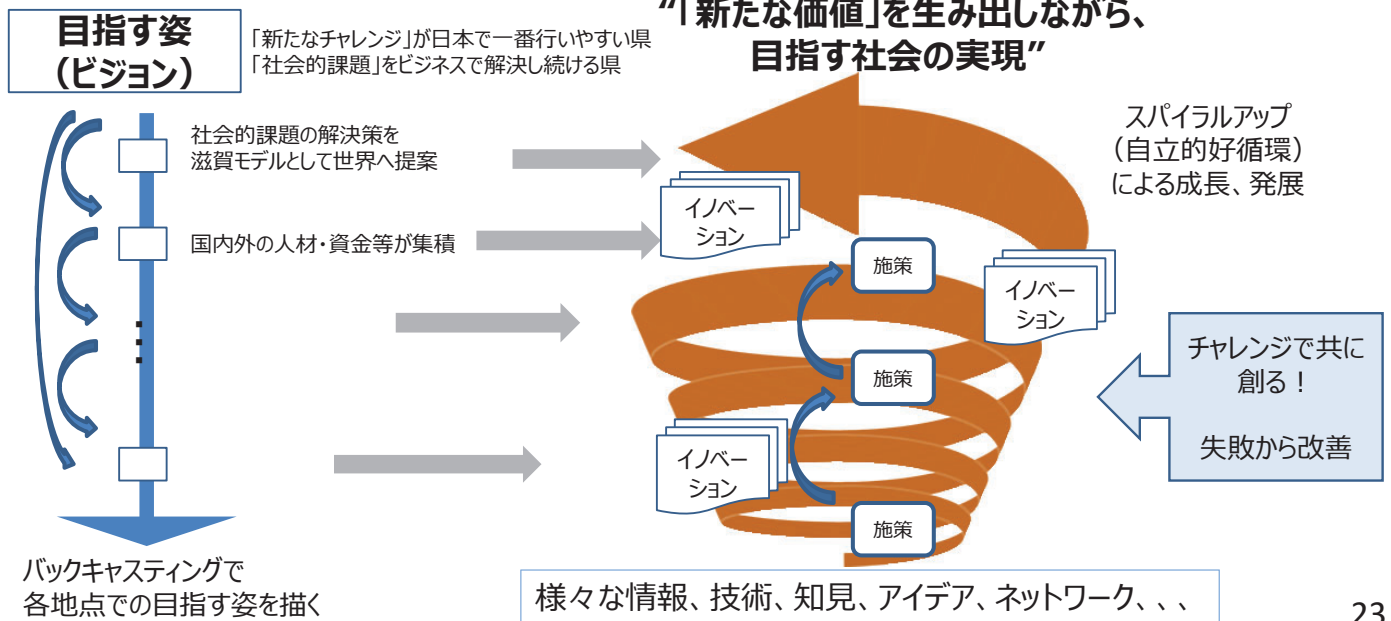 目指す姿
（ビジョン）
「新たなチャレンジ」が日本で一番行いやすい県
「社会的課題」をビジネスで解決し続ける県
“「新たな価値」を生み出しながら、
目指す社会の実現”
社会的課題の解決策を
滋賀モデルとして世界へ提案
国内外の人材・資金等が集積
バックキャスティングで
各地点での目指す姿を描く
スパイラルアップ
（自立的好循環）
による成長、発展
イノベー
ション
施策
イノベー
ション
施策
イノベー
ション
施策
チャレンジで共に
創る！
失敗から改善
様々な情報、技術、知見、アイデア、ネットワーク、、、
23